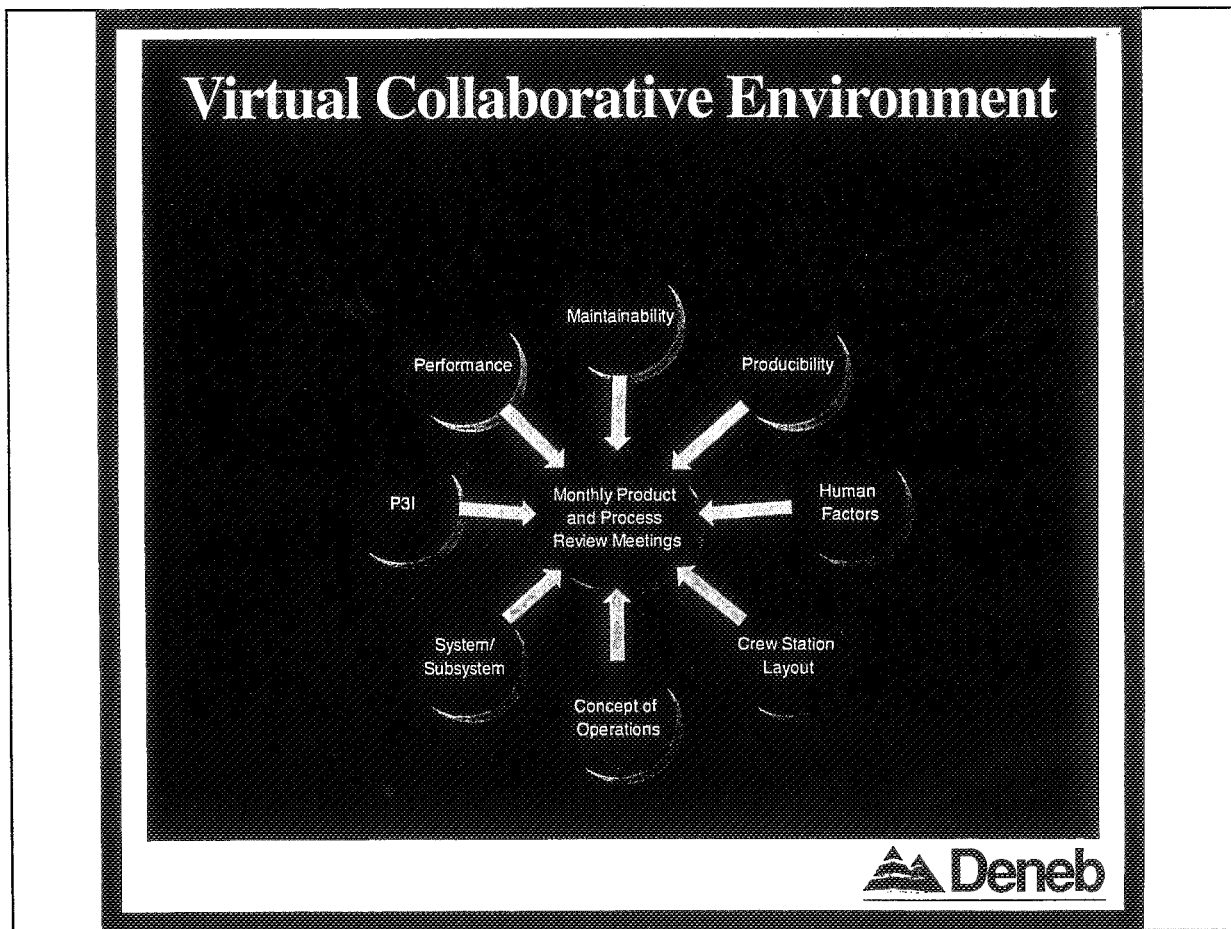 Virtual Collaborative Environment
Maintainability
Performance
Producibility
P3I
Monthly Product
and Process
Review Meetings
Human
Factors
System/
Subsystem
Crew Station
Layout
Concept of
Operations
Deneb